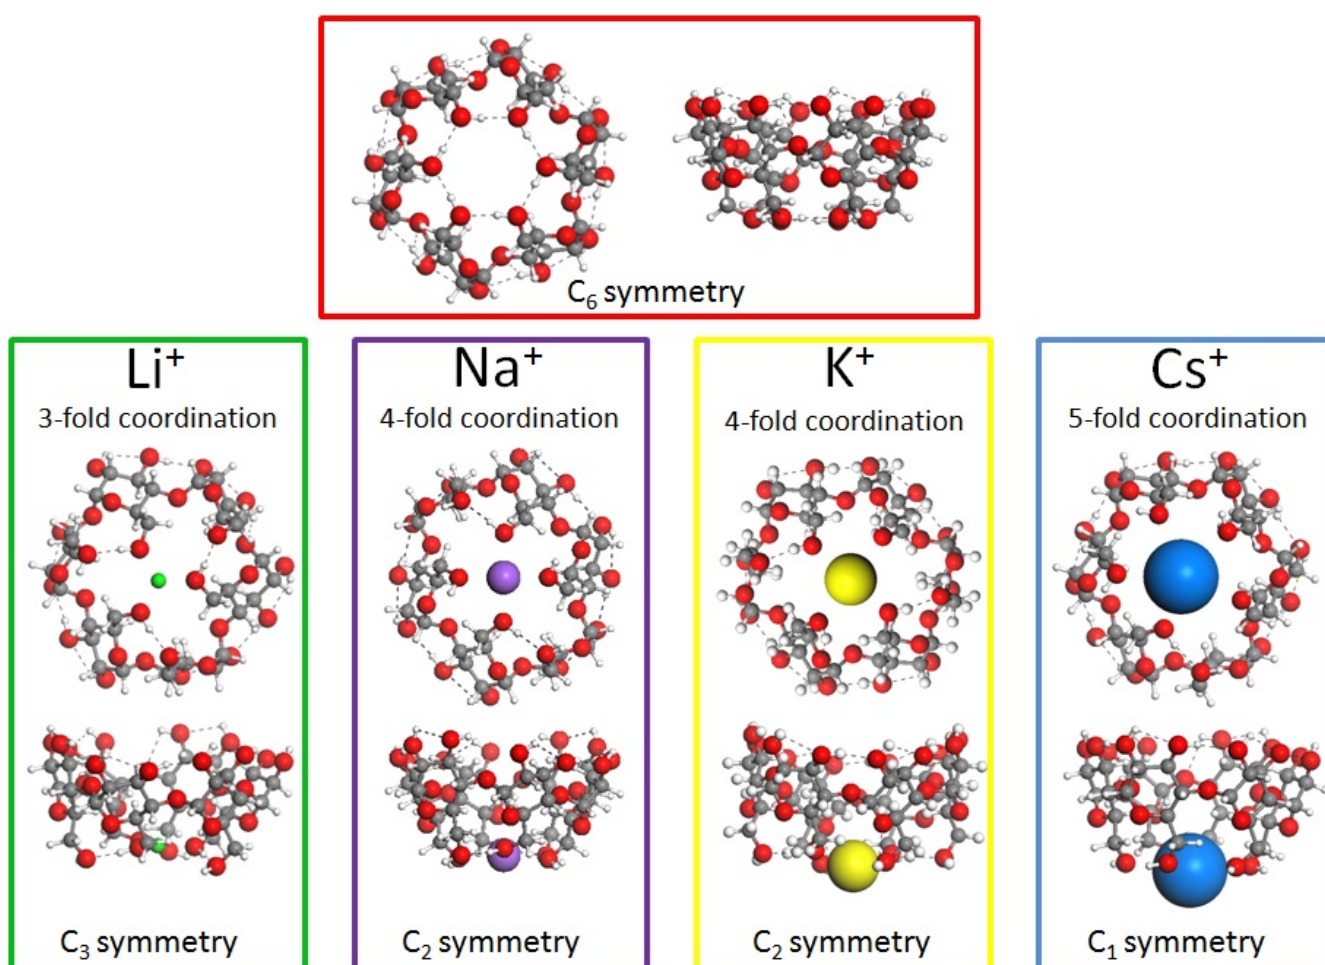 C₆ symmetry
Li⁺
3-fold coordination
C₃ symmetry
Na⁺
4-fold coordination
C₂ symmetry
K⁺
4-fold coordination
C₂ symmetry
Cs⁺
5-fold coordination
C₁ symmetry